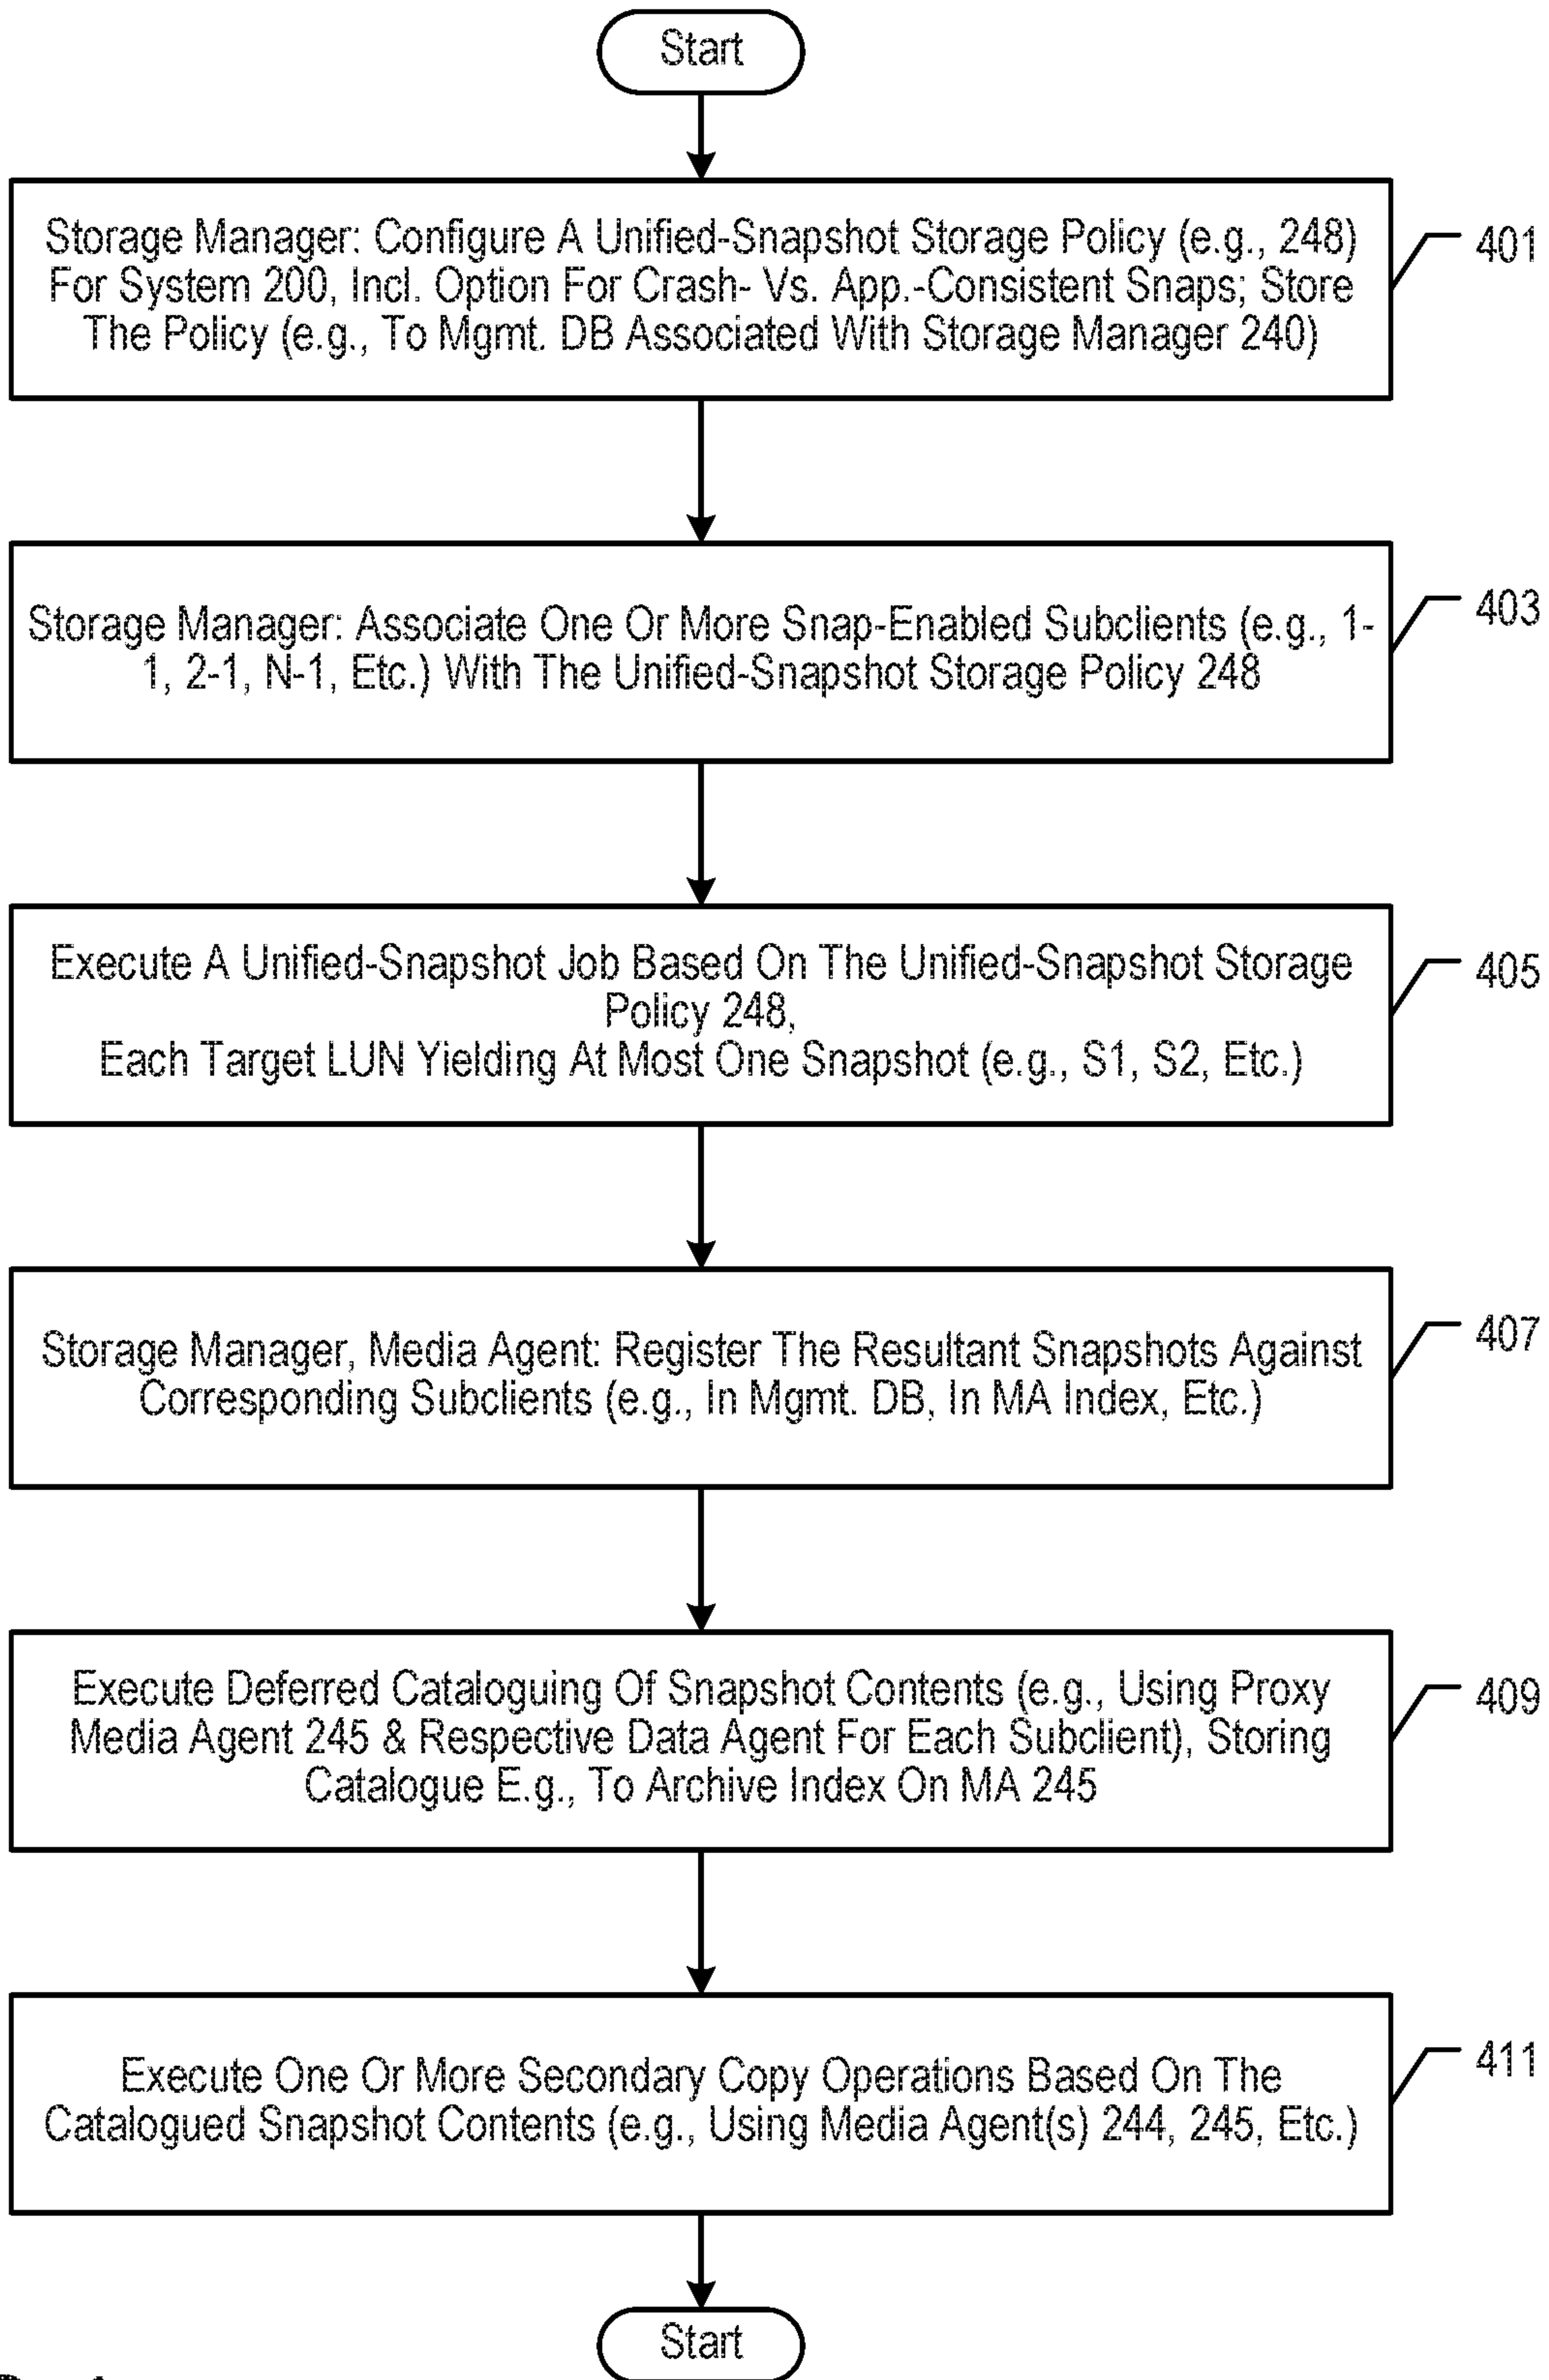 Start
Storage Manager: Configure A Unified-Snapshot Storage Policy (e.g., 248)
For System 200, Incl. Option For Crash- Vs. App.-Consistent Snaps; Store
The Policy (e.g., To Mgmt. DB Associated With Storage Manager 240)
401
Storage Manager: Associate One Or More Snap-Enabled Subclients (e.g., 1-
1, 2-1, N-1, Etc.) With The Unified-Snapshot Storage Policy 248
403
Execute A Unified-Snapshot Job Based On The Unified-Snapshot Storage
Policy 248,
Each Target LUN Yielding At Most One Snapshot (e.g., S1, S2, Etc.)
405
Storage Manager, Media Agent: Register The Resultant Snapshots Against
Corresponding Subclients (e.g., In Mgmt. DB, In MA Index, Etc.)
407
Execute Deferred Cataloguing Of Snapshot Contents (e.g., Using Proxy
Media Agent 245 & Respective Data Agent For Each Subclient), Storing
Catalogue E.g., To Archive Index On MA 245
409
Execute One Or More Secondary Copy Operations Based On The
Catalogued Snapshot Contents (e.g., Using Media Agent(s) 244, 245, Etc.)
411
Start